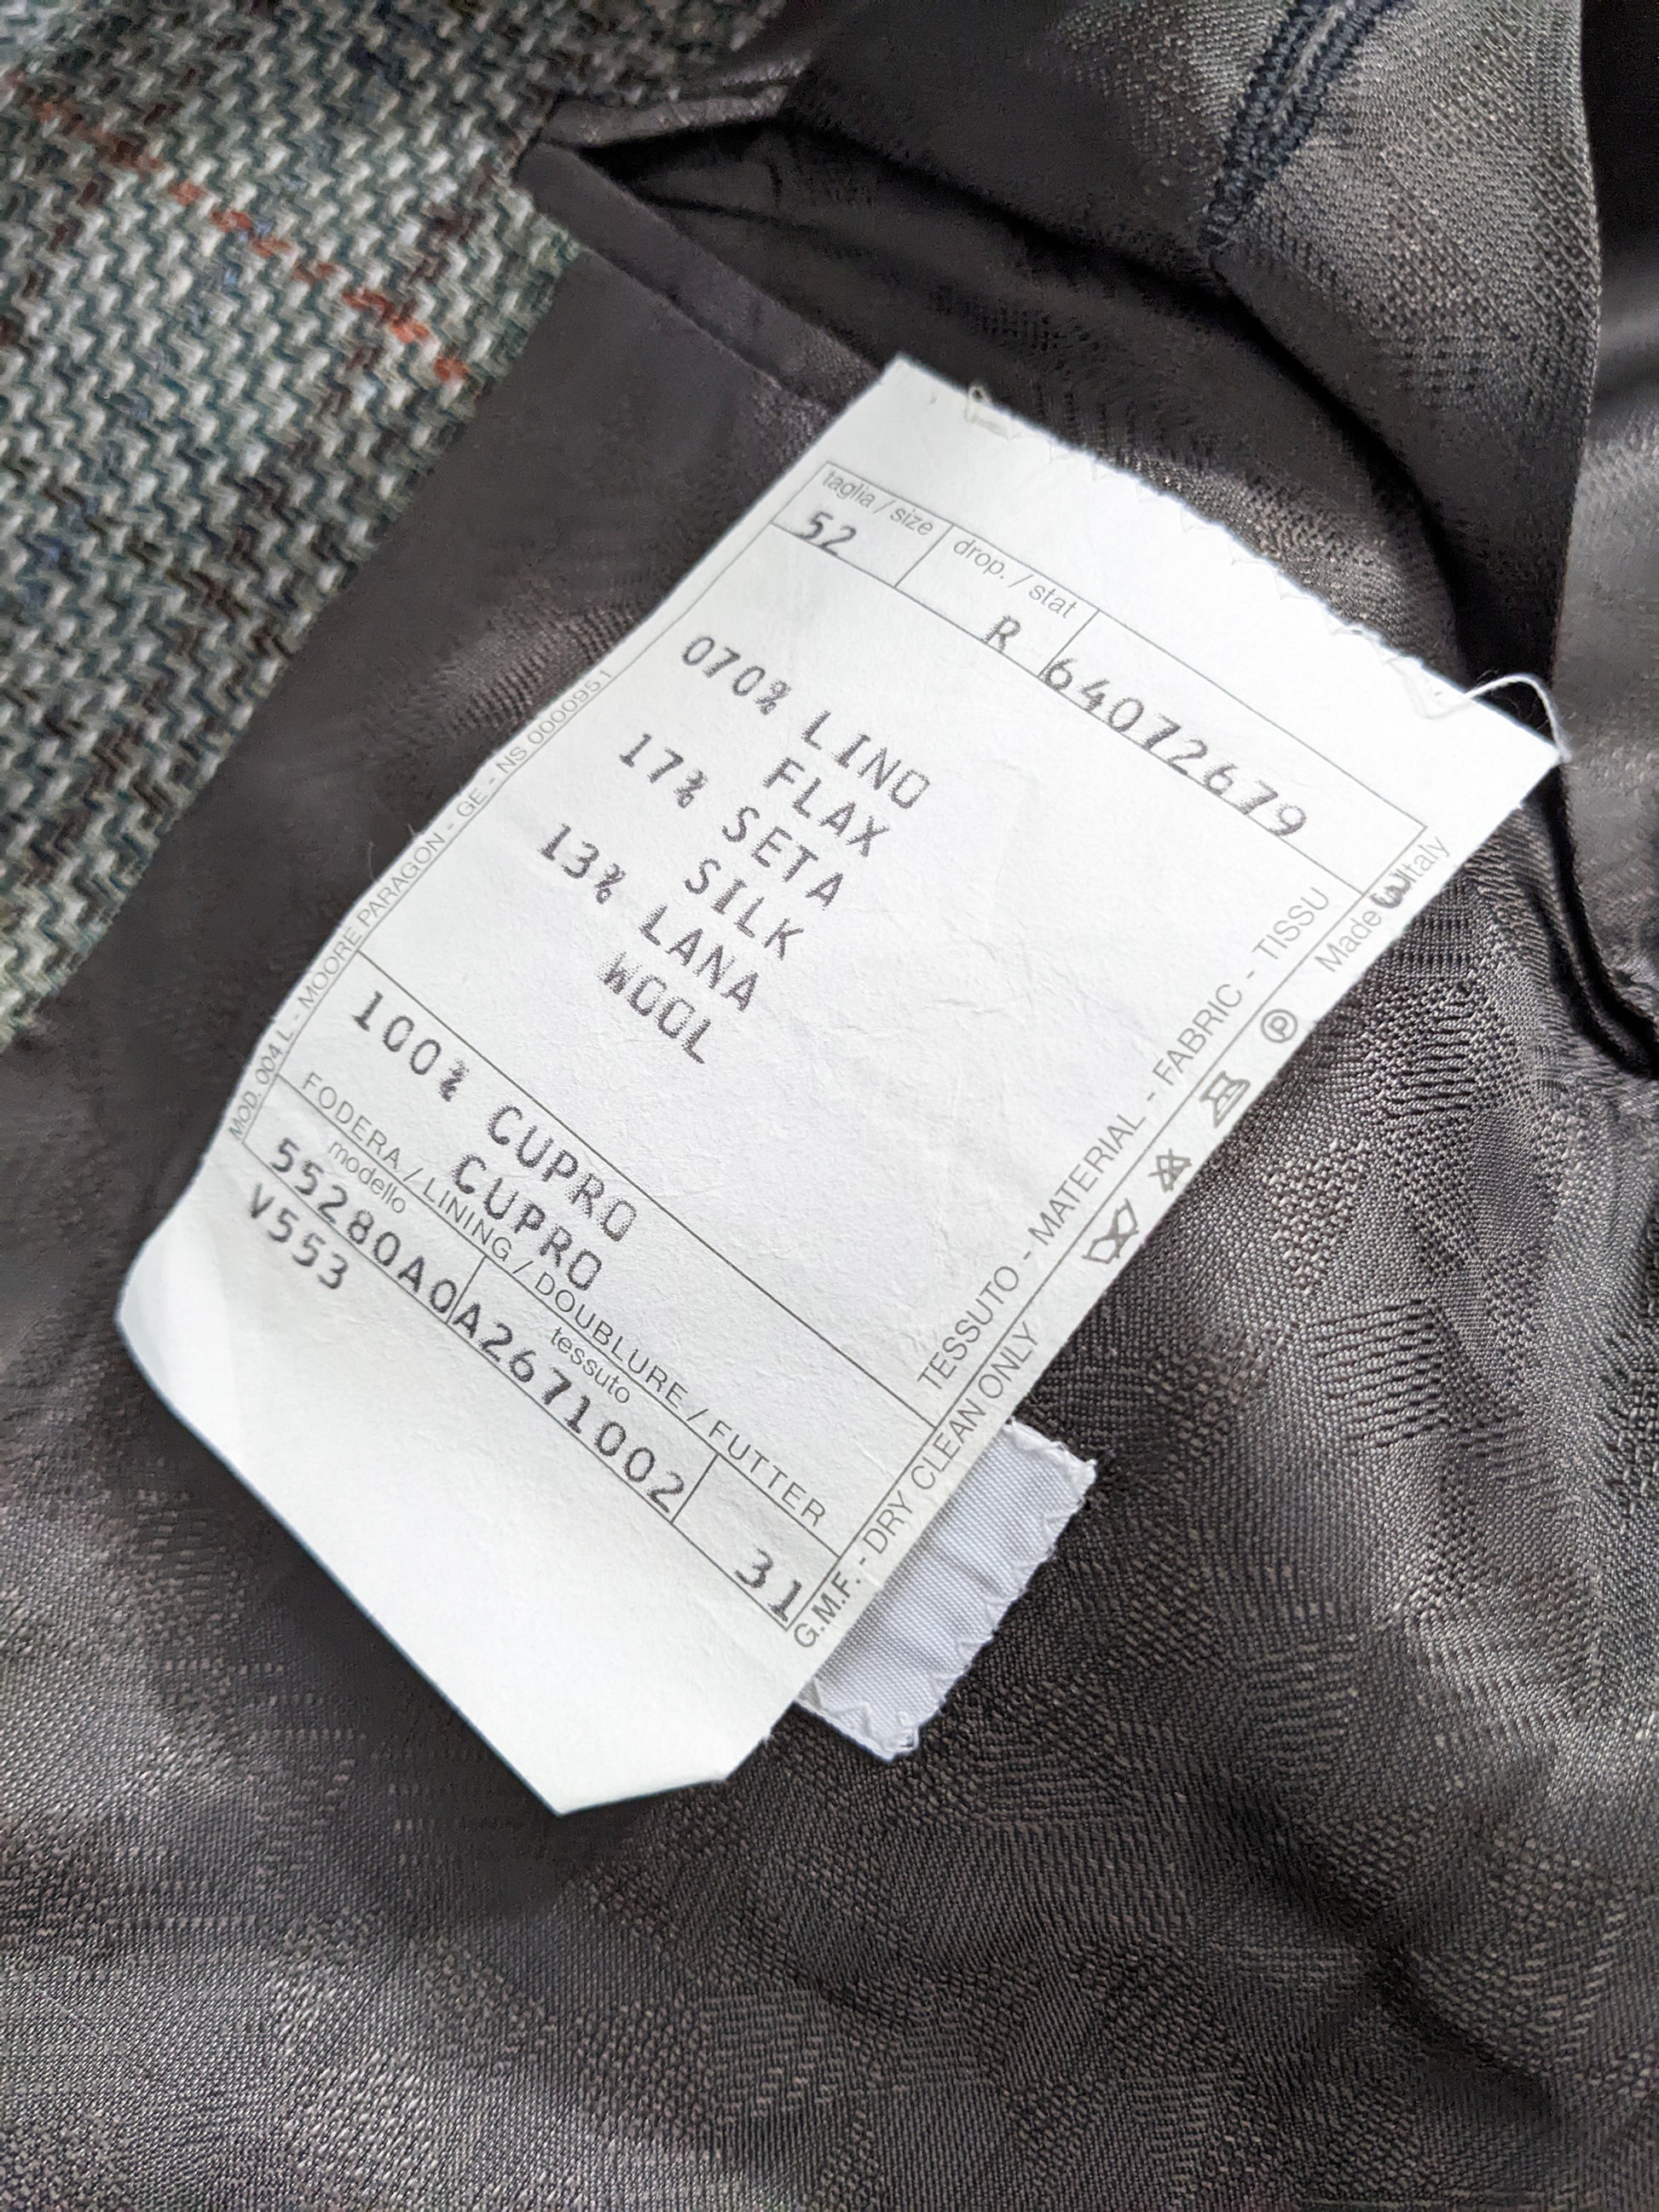 taglia / size
drop. / stat
52
R
64072679
070% LINO
FLAX
17% SETA
SILK
13% LANA
WOOL
TESSUTO - MATERIAL - FABRIC - TISSU
100% CUPRO
CUPRO
FODERA / LINING / DOUBLURE / FUTTER
modello
tessuto
55280A0
A2671002
31
V553
MOD. 004 L - MOORE PARAGON - GE - NS 0000951
G.M.F. - DRY CLEAN ONLY
P
Made
Italy